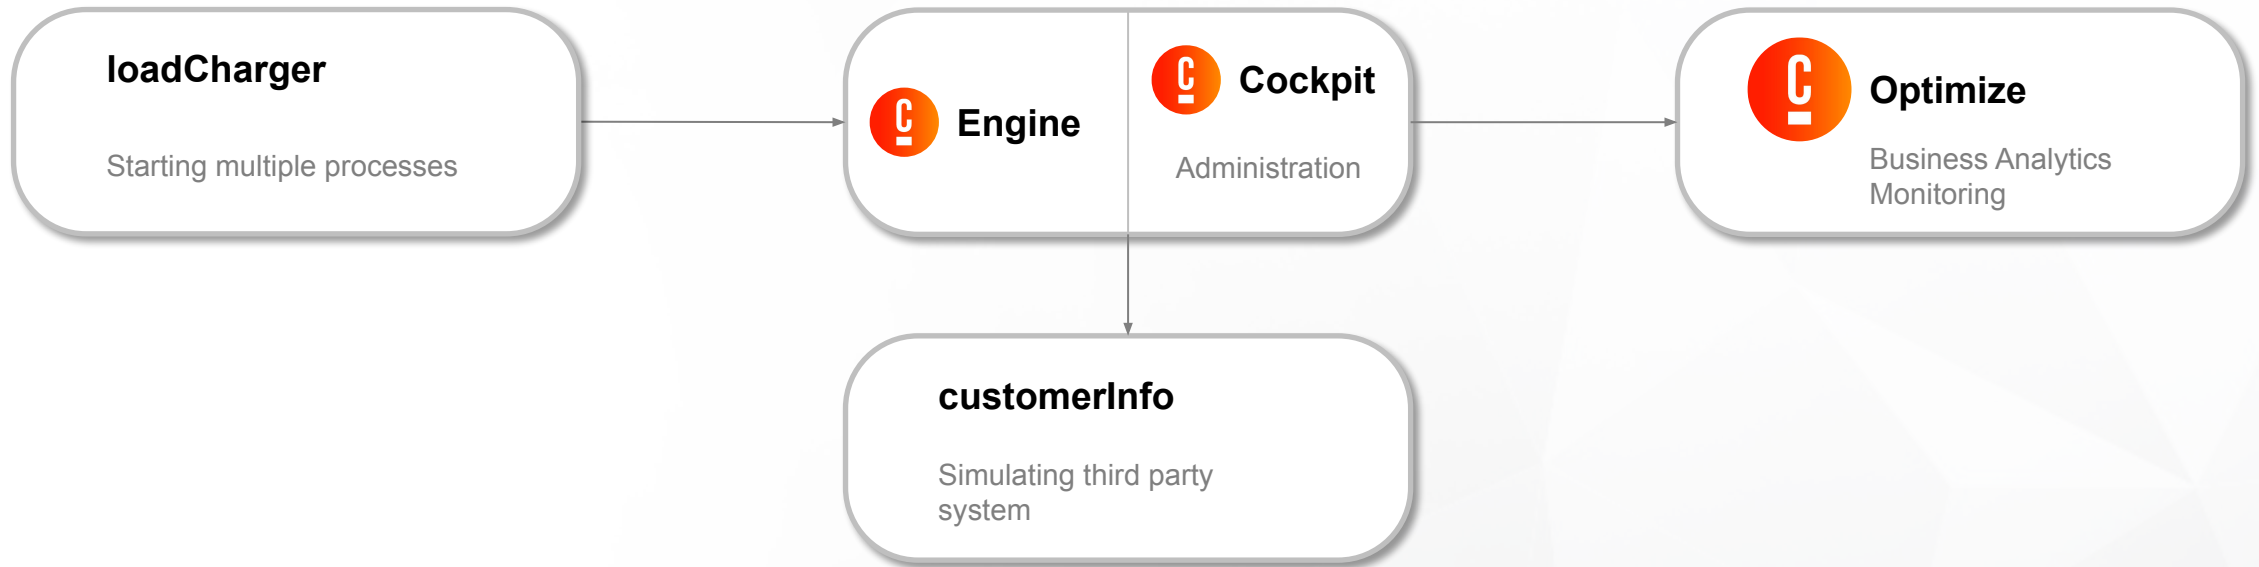 loadCharger
Starting multiple processes
Engine
Cockpit
Administration
Optimize
Business Analytics
Monitoring
customerInfo
Simulating third party
system